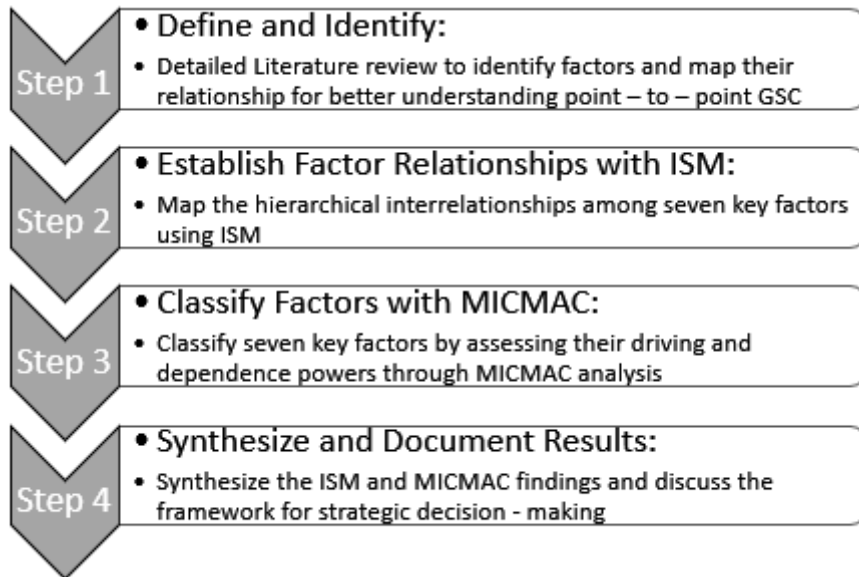 Step 1
• Define and Identify:
• Detailed Literature review to identify factors and map their
relationship for better understanding point – to – point GSC
Step 2
• Establish Factor Relationships with ISM:
• Map the hierarchical interrelationships among seven key factors
using ISM
Step 3
• Classify Factors with MICMAC:
• Classify seven key factors by assessing their driving and
dependence powers through MICMAC analysis
Step 4
• Synthesize and Document Results:
• Synthesize the ISM and MICMAC findings and discuss the
framework for strategic decision - making